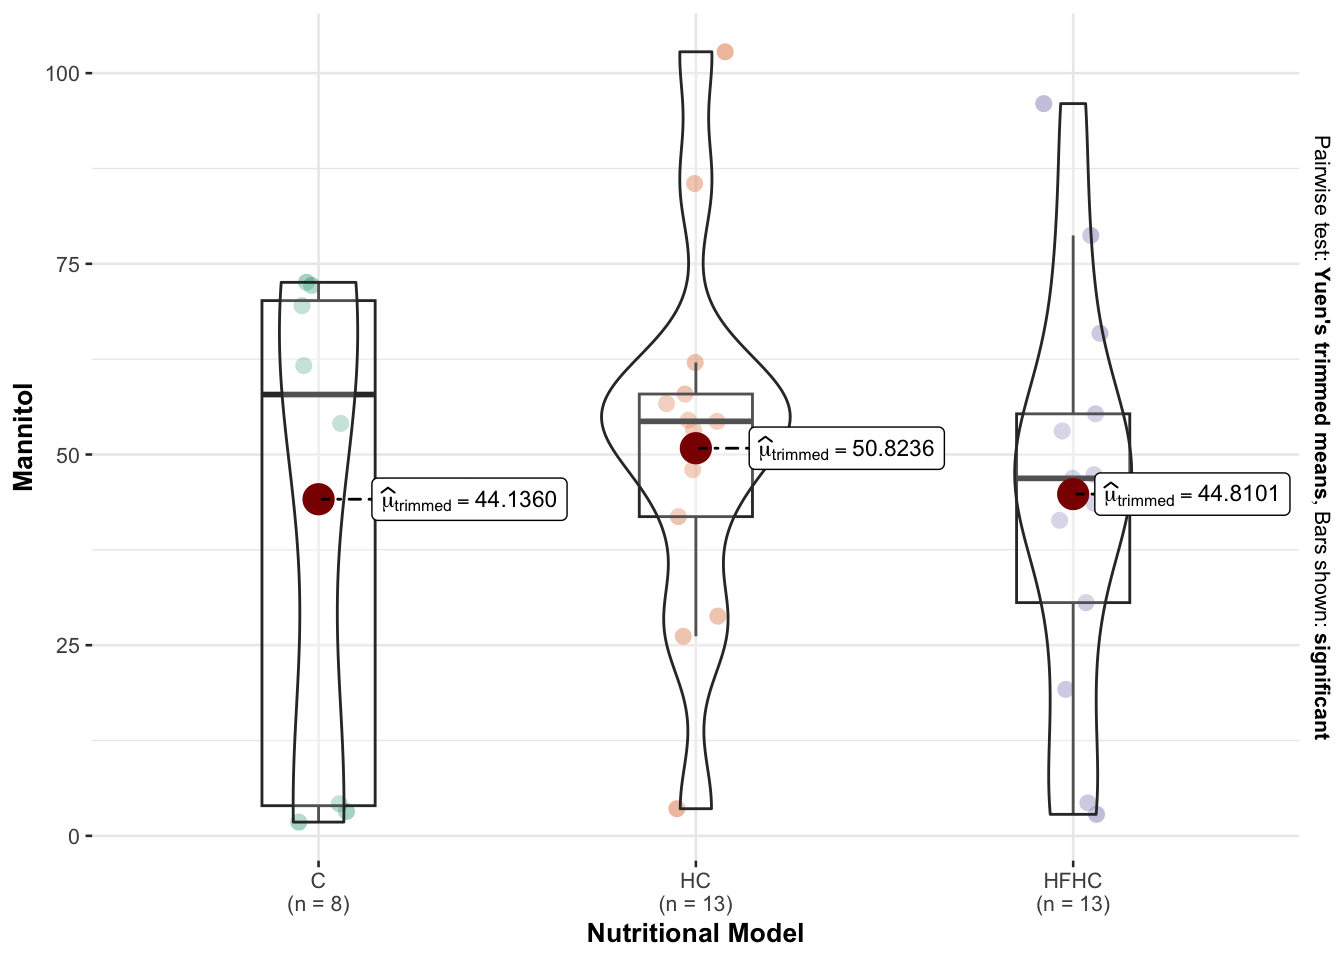 100
75
50
25
0
Mannitol
μ̂trimmed = 44.1360
μ̂trimmed = 50.8236
μ̂trimmed = 44.8101
C
(n = 8)
HC
(n = 13)
HFHC
(n = 13)
Nutritional Model
Pairwise test: Yuen's trimmed means, Bars shown: significant